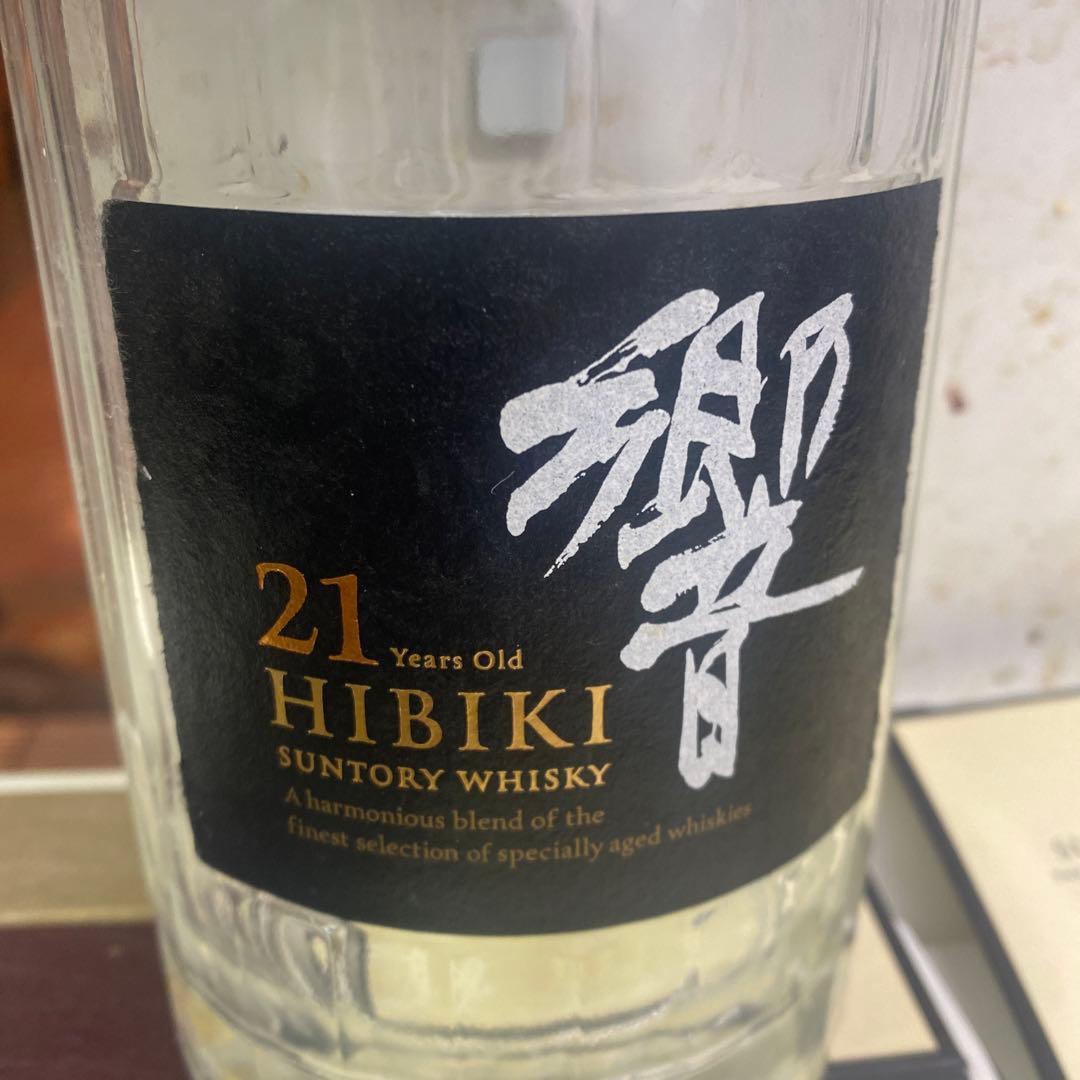 響
21 Years Old
HIBIKI
SUNTORY WHISKY
A harmonious blend of the
finest selection of specially aged whiskies